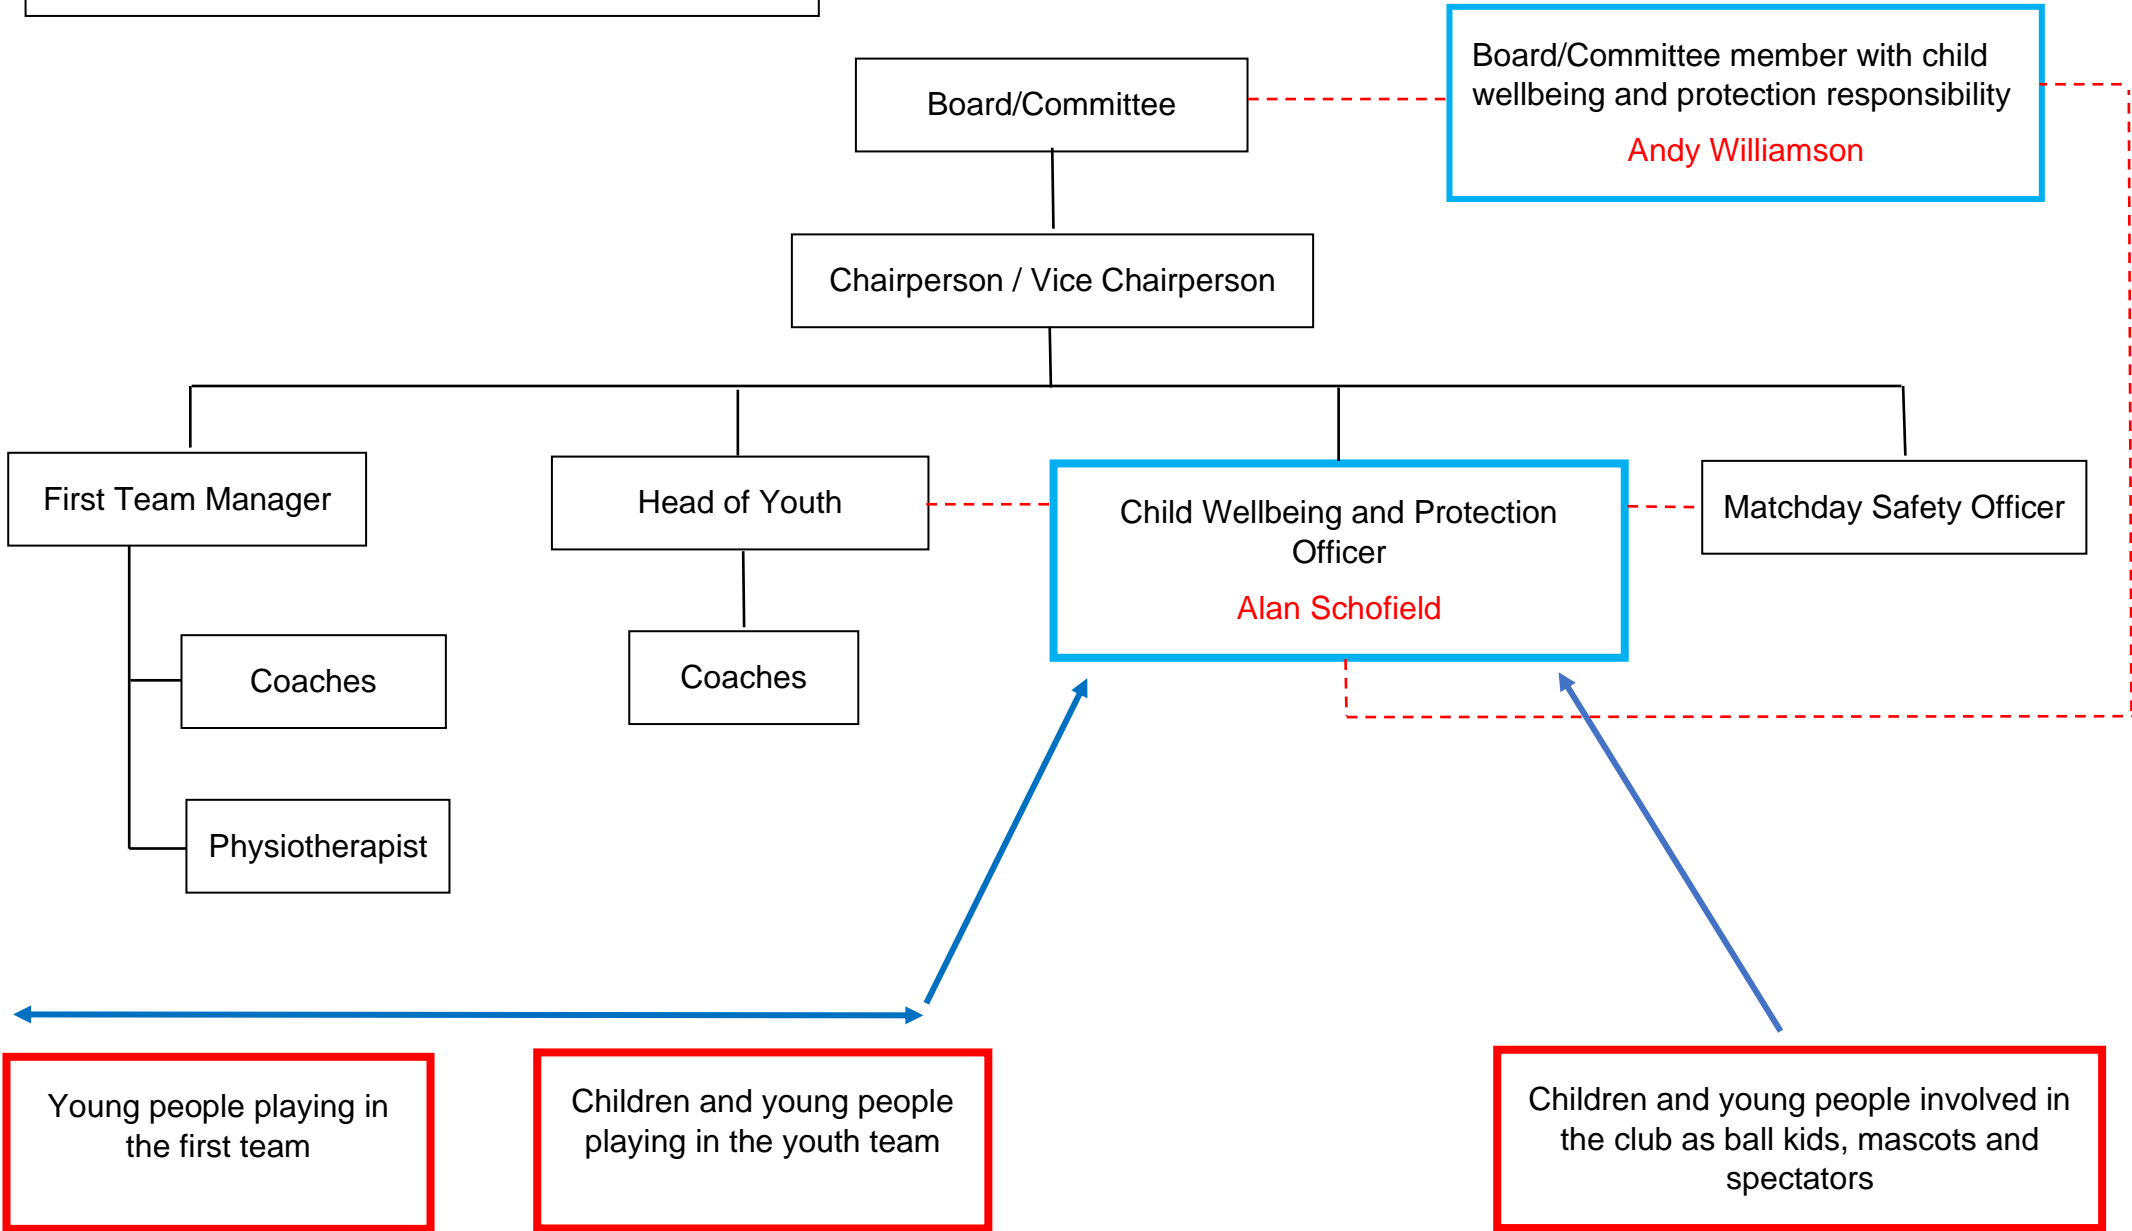 Board/Committee member with child
wellbeing and protection responsibility
Andy Williamson
Board/Committee
Chairperson / Vice Chairperson
First Team Manager
Head of Youth
Child Wellbeing and Protection
Officer
Alan Schofield
Matchday Safety Officer
Coaches
Coaches
Physiotherapist
Young people playing in
the first team
Children and young people
playing in the youth team
Children and young people involved in
the club as ball kids, mascots and
spectators